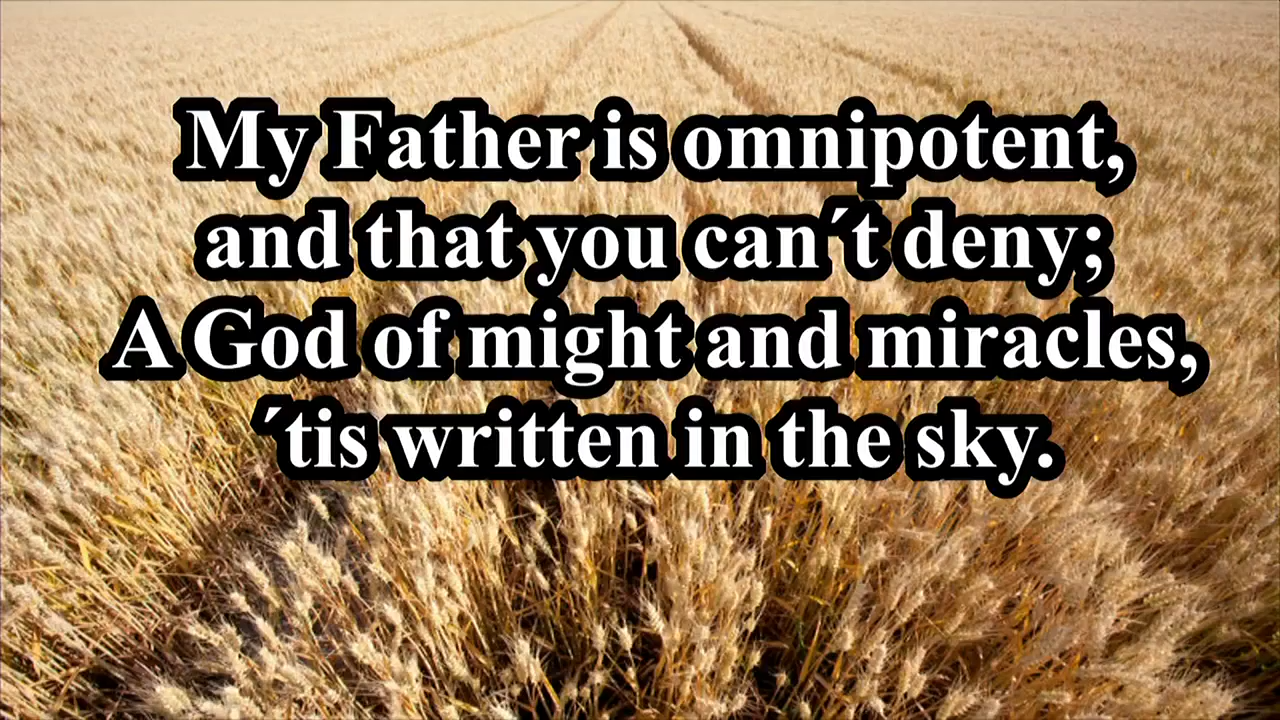 My Father is omnipotent,
and that you can´t deny;
A God of might and miracles,
´tis written in the sky.